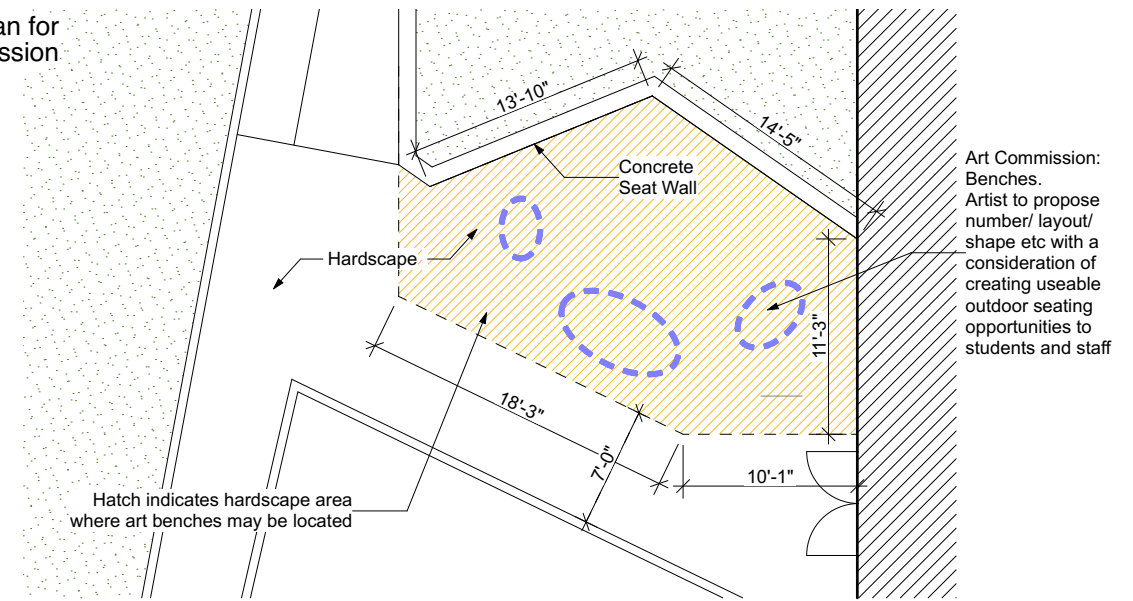 an for
ssion
13'-10"
14'-5"
Concrete
Seat Wall
Art Commission:
Benches.
Artist to propose
number/ layout/
shape etc with a
consideration of
creating useable
outdoor seating
opportunities to
students and staff
Hardscape
11'-3"
18'-3"
7'-0"
10'-1"
Hatch indicates hardscape area
where art benches may be located